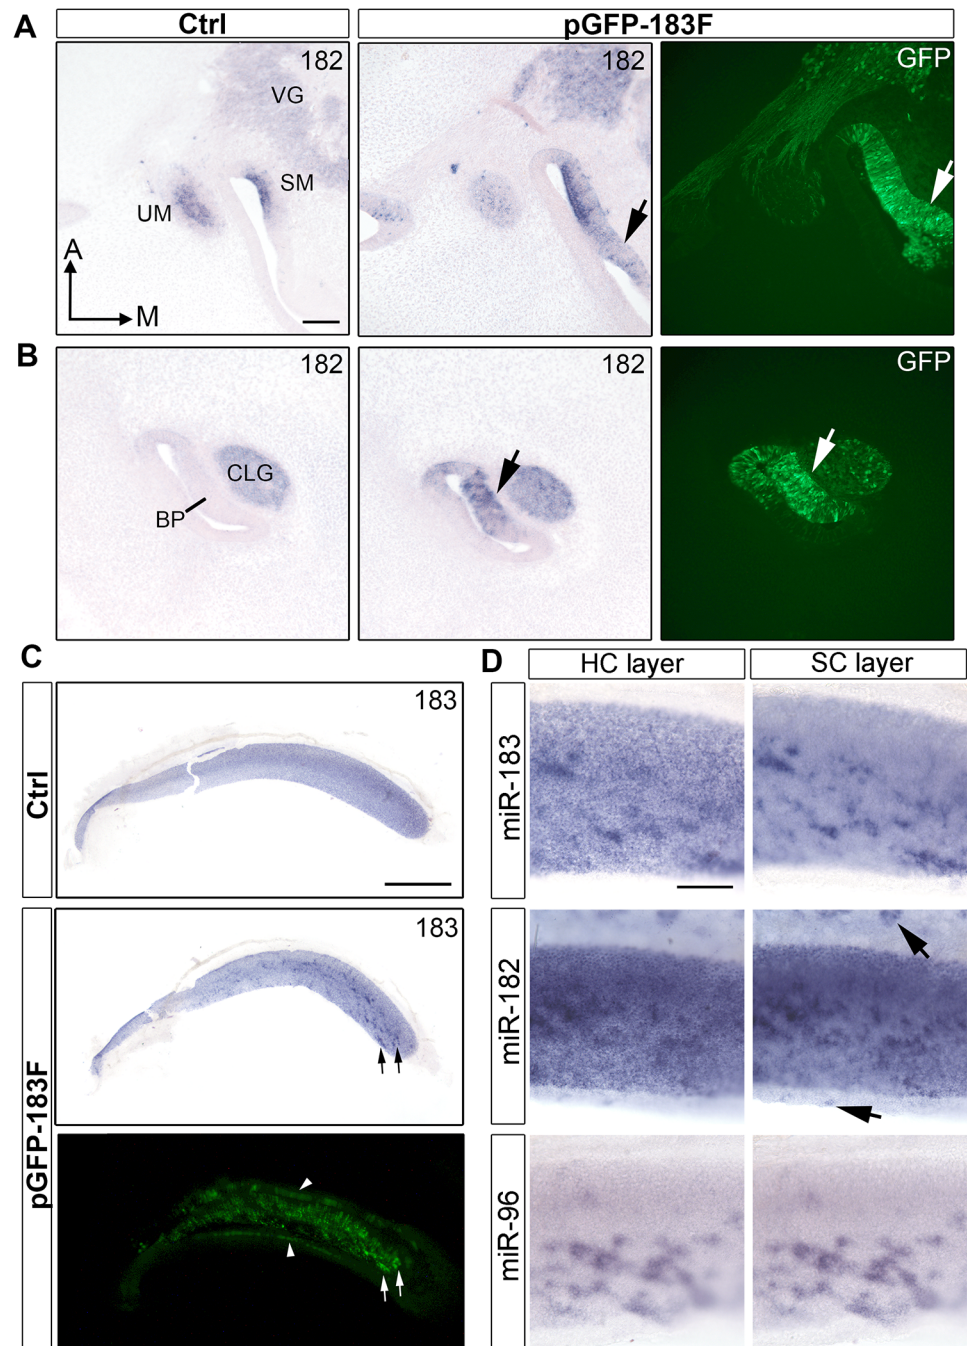 A
Ctrl
pGFP-183F
182
VG
SM
UM
A
M
182
GFP
B
182
CLG
BP
182
GFP
C
Ctrl
183
pGFP-183F
183
D
HC layer
SC layer
miR-183
miR-182
miR-96